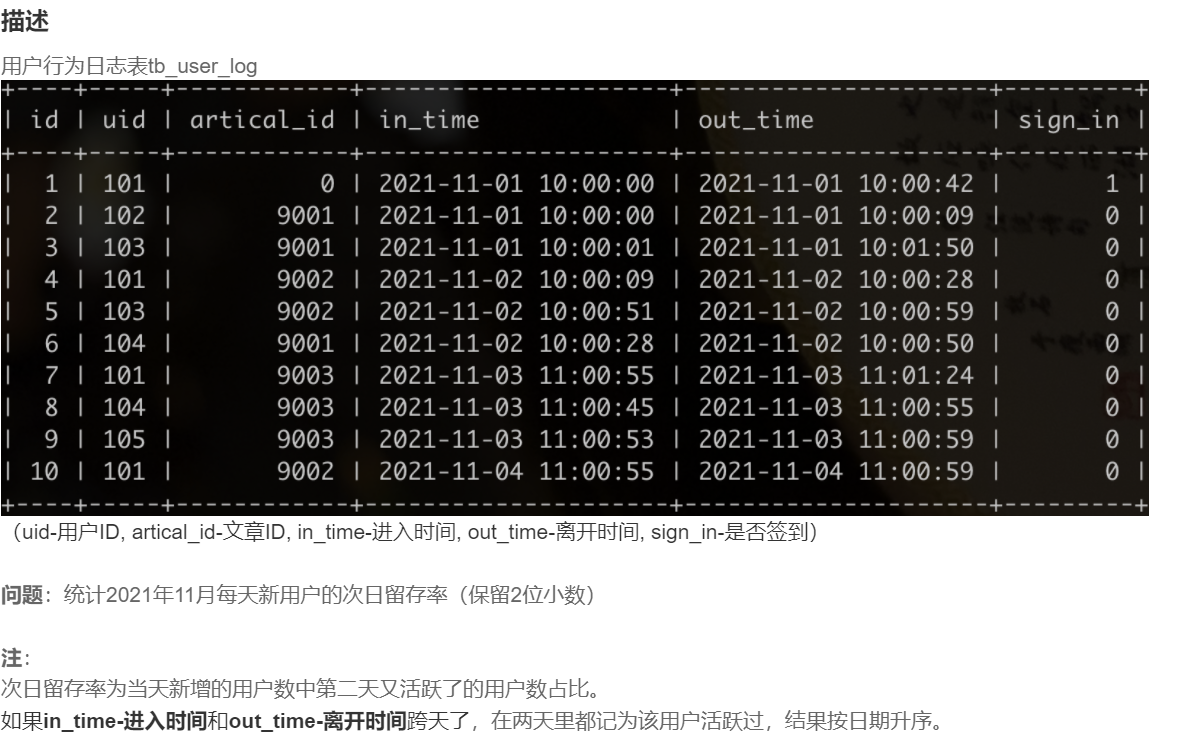 描述
用户行为日志表tb_user_log
+----+-----+------------+---------------------+---------------------+---------+
| id | uid | artical_id | in_time | out_time | sign_in |
+----+-----+------------+---------------------+---------------------+---------+
| 1 | 101 | 0 | 2021-11-01 10:00:00 | 2021-11-01 10:00:42 | 1 |
| 2 | 102 | 9001 | 2021-11-01 10:00:00 | 2021-11-01 10:00:09 | 0 |
| 3 | 103 | 9001 | 2021-11-01 10:00:01 | 2021-11-01 10:01:50 | 0 |
| 4 | 101 | 9002 | 2021-11-02 10:00:09 | 2021-11-02 10:00:28 | 0 |
| 5 | 103 | 9002 | 2021-11-02 10:00:51 | 2021-11-02 10:00:59 | 0 |
| 6 | 104 | 9001 | 2021-11-02 10:00:28 | 2021-11-02 10:00:50 | 0 |
| 7 | 101 | 9003 | 2021-11-03 11:00:55 | 2021-11-03 11:01:24 | 0 |
| 8 | 104 | 9003 | 2021-11-03 11:00:45 | 2021-11-03 11:00:55 | 0 |
| 9 | 105 | 9003 | 2021-11-03 11:00:53 | 2021-11-03 11:00:59 | 0 |
| 10 | 101 | 9002 | 2021-11-04 11:00:55 | 2021-11-04 11:00:59 | 0 |
+----+-----+------------+---------------------+---------------------+---------+
（uid-用户ID, artical_id-文章ID, in_time-进入时间, out_time-离开时间, sign_in-是否签到）
问题：统计2021年11月每天新用户的次日留存率（保留2位小数）
注：
次日留存率为当天新增的用户数中第二天又活跃了的用户数占比。
如果in_time-进入时间和out_time-离开时间跨天了，在两天里都记为该用户活跃过，结果按日期升序。